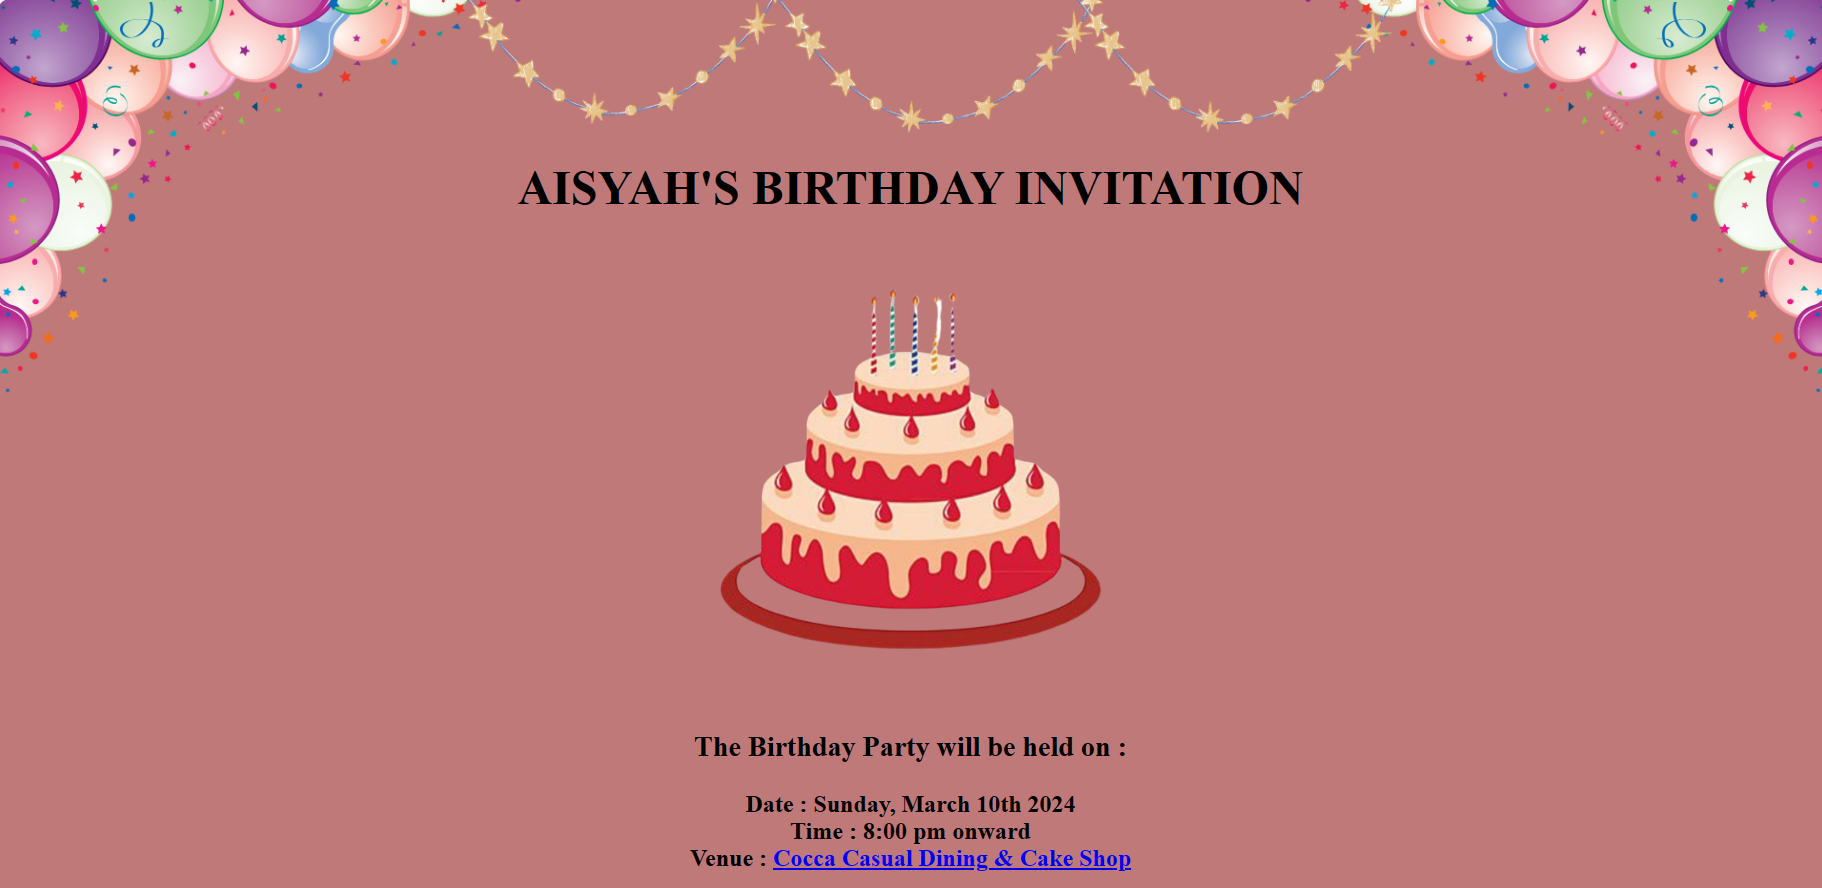 AISYAH'S BIRTHDAY INVITATION
The Birthday Party will be held on :
Date : Sunday, March 10th 2024
Time : 8:00 pm onward
Venue : Cocca Casual Dining & Cake Shop